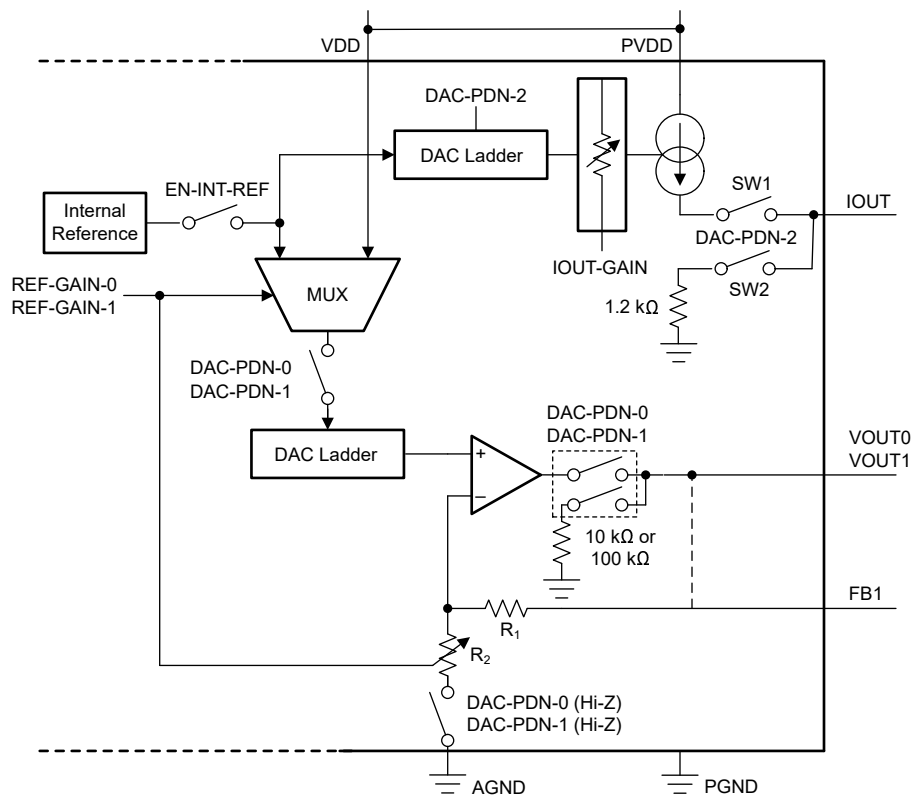 VDD
PVDD
DAC-PDN-2
DAC Ladder
EN-INT-REF
Internal
Reference
SW1
IOUT
DAC-PDN-2
SW2
IOUT-GAIN
1.2 kΩ
REF-GAIN-0
REF-GAIN-1
MUX
DAC-PDN-0
DAC-PDN-1
DAC Ladder
+
–
DAC-PDN-0
DAC-PDN-1
VOUT0
VOUT1
10 kΩ or
100 kΩ
FB1
R₁
R₂
DAC-PDN-0 (Hi-Z)
DAC-PDN-1 (Hi-Z)
AGND
PGND